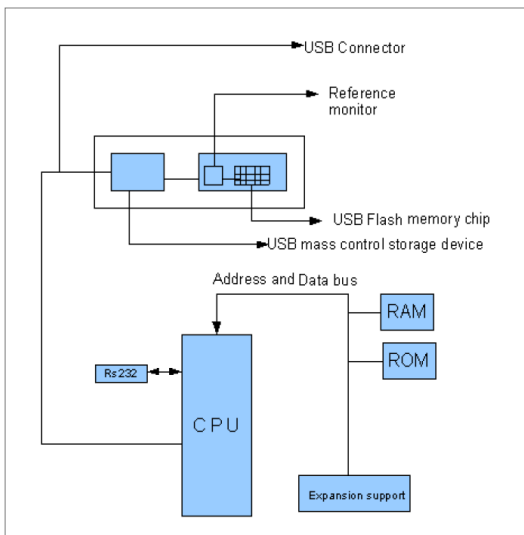 USB Connector
Reference
monitor
USB Flash memory chip
USB mass control storage device
Address and Data bus
RAM
ROM
Rs232
CPU
Expansion support